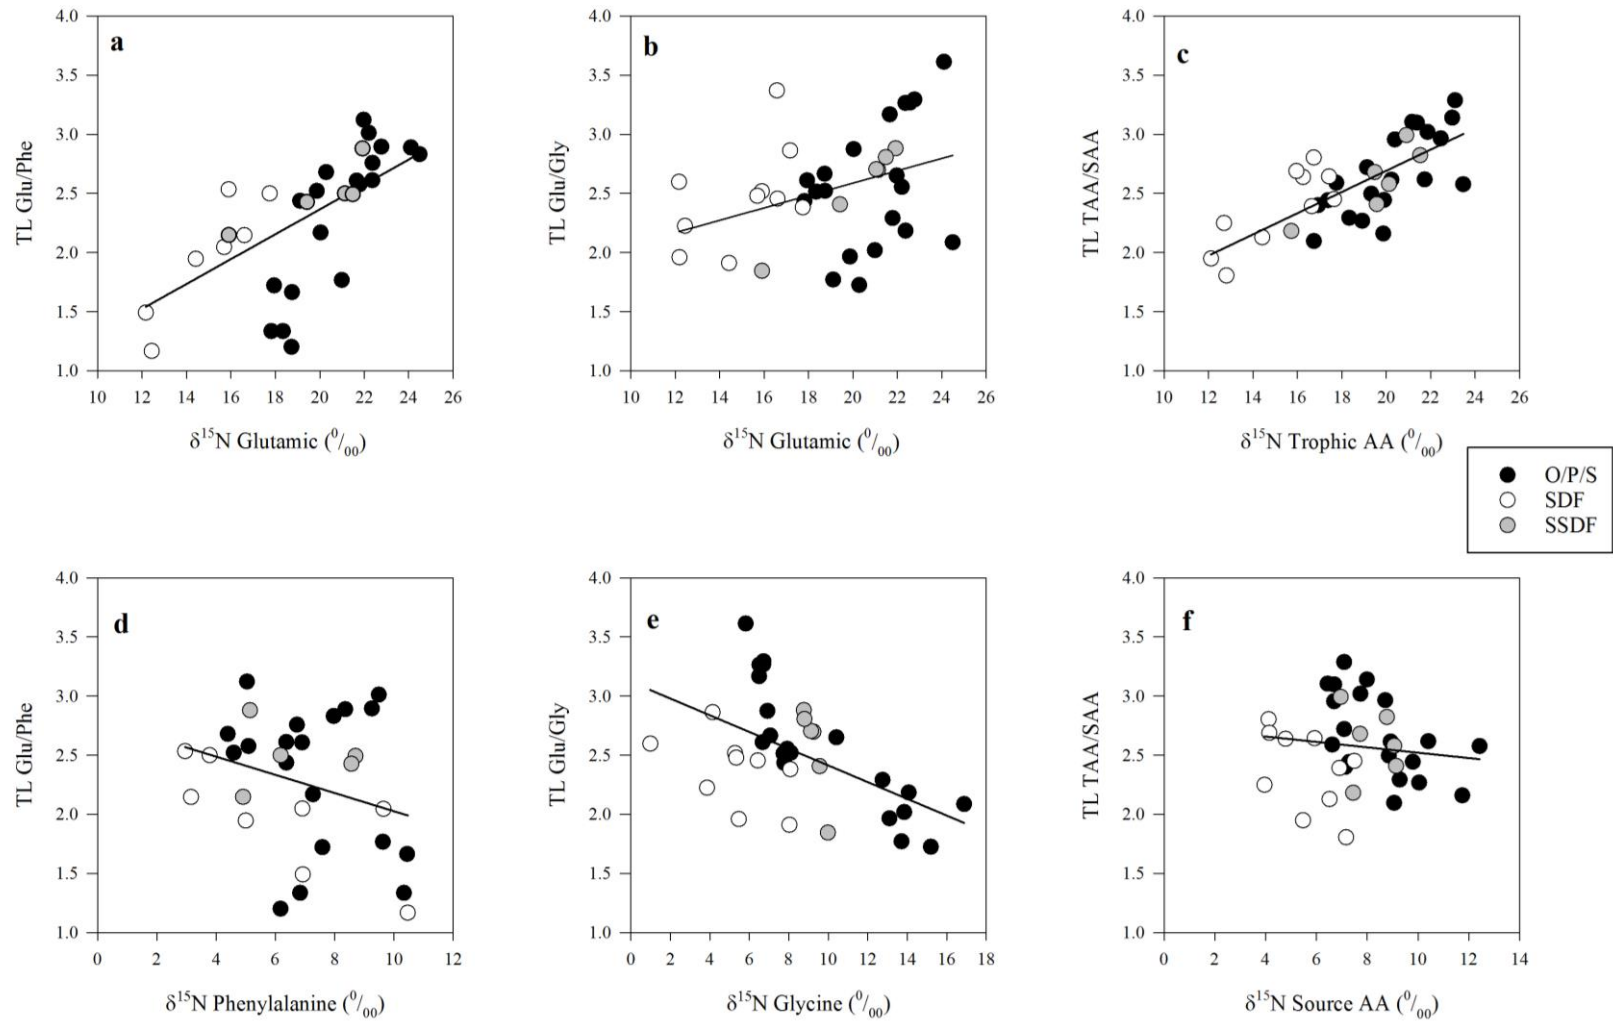 a
TL Glu/Phe
4.0
3.5
3.0
2.5
2.0
1.5
1.0
10 12 14 16 18 20 22 24 26
δ15N Glutamic (0/00)
b
TL Glu/Gly
4.0
3.5
3.0
2.5
2.0
1.5
1.0
10 12 14 16 18 20 22 24 26
δ15N Glutamic (0/00)
c
TL TAA/SAA
4.0
3.5
3.0
2.5
2.0
1.5
1.0
10 12 14 16 18 20 22 24 26
δ15N Trophic AA (0/00)
O/P/S
SDF
SSDF
d
TL Glu/Phe
4.0
3.5
3.0
2.5
2.0
1.5
1.0
0 2 4 6 8 10 12
δ15N Phenylalanine (0/00)
e
TL Glu/Gly
4.0
3.5
3.0
2.5
2.0
1.5
1.0
0 2 4 6 8 10 12 14 16 18
δ15N Glycine (0/00)
f
TL TAA/SAA
4.0
3.5
3.0
2.5
2.0
1.5
1.0
0 2 4 6 8 10 12 14
δ15N Source AA (0/00)